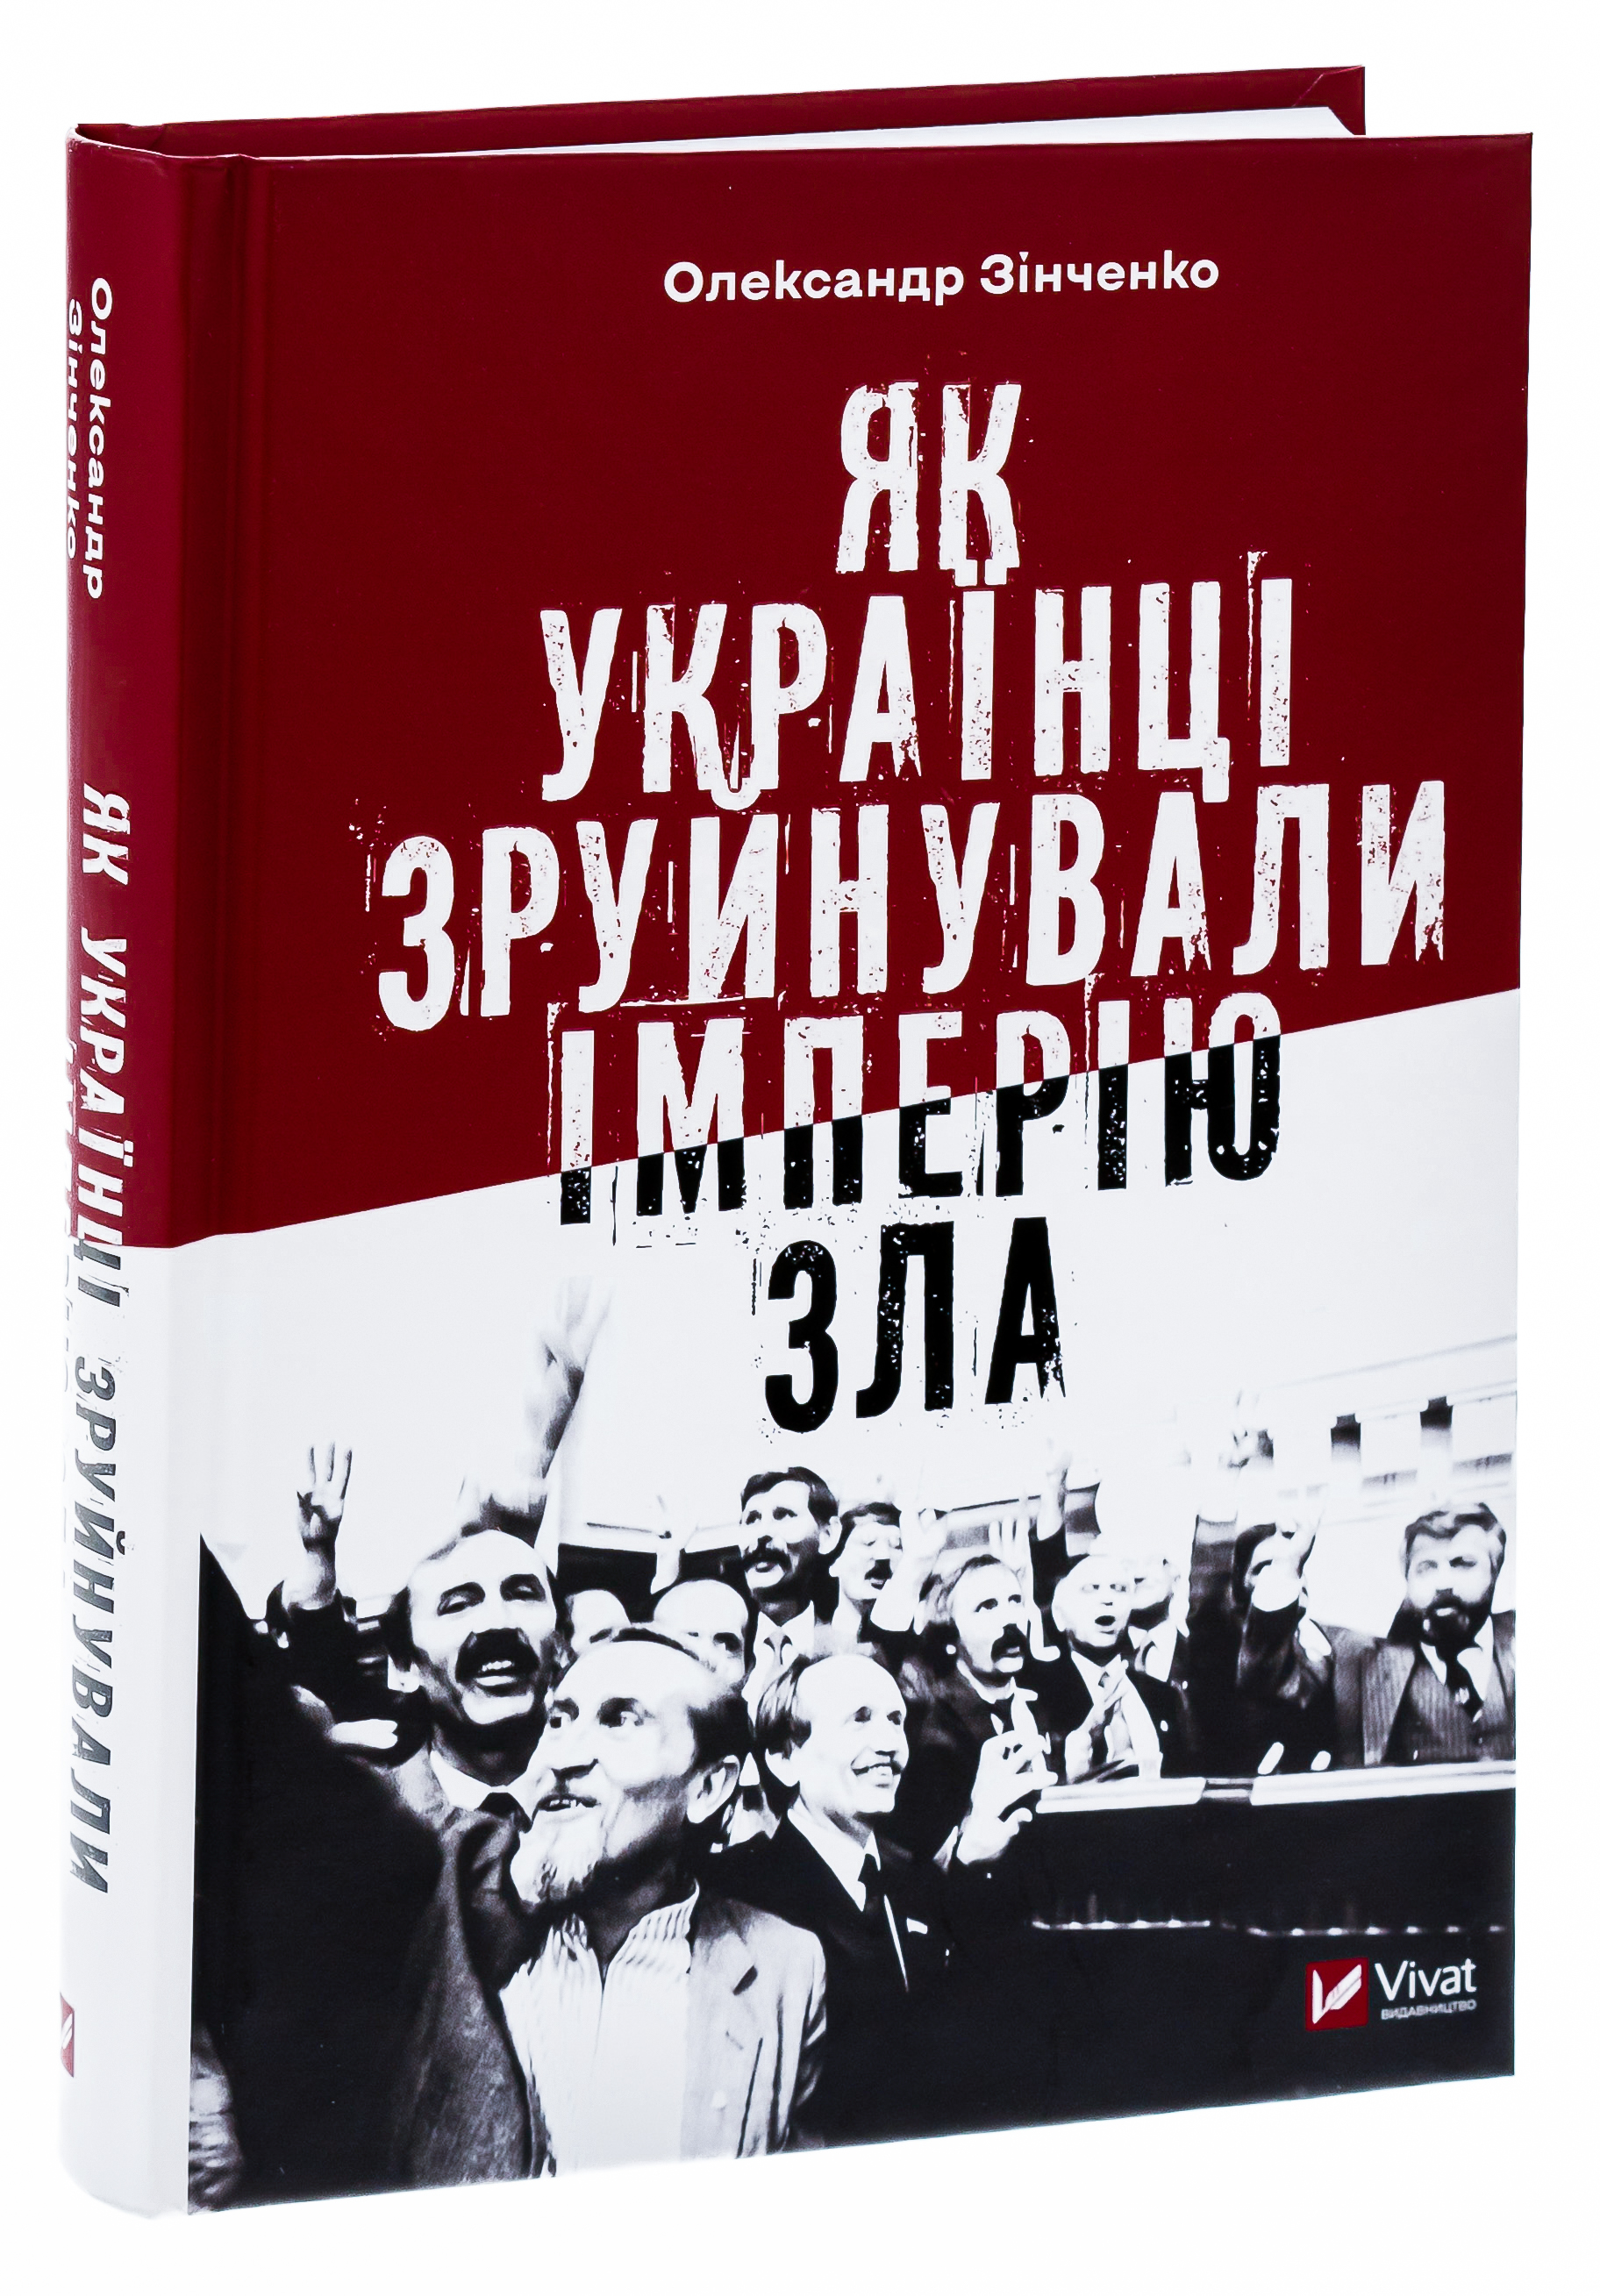 Олександр Зінченко
ЯК
УКРАЇНЦІ
ЗРУЙНУВАЛИ
ІМПЕРІЮ
ЗЛА
Vivat
ВИДАВНИЦТВО
Олександр
Зінченко
ЯК УКРАЇНЦІ ЗРУЙНУВАЛИ